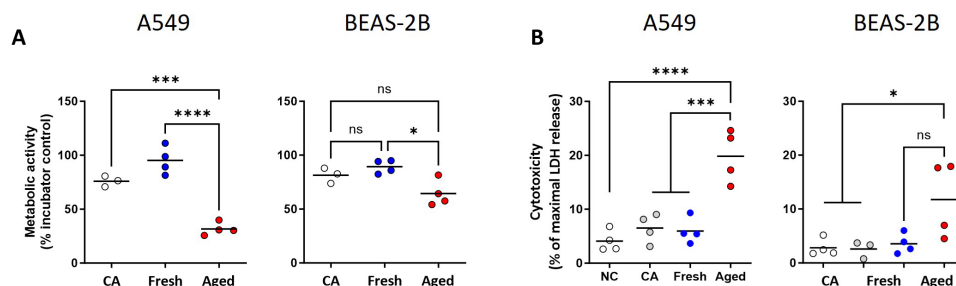 A549
BEAS-2B
A549
BEAS-2B
A
B
***
****
ns
ns
*
****
***
*
ns
Metabolic activity
(% incubator control)
150
100
50
0
CA
Fresh
Aged
150
100
50
0
CA
Fresh
Aged
Cytotoxicity
(% of maximal LDH release)
30
20
10
0
NC
CA
Fresh
Aged
30
20
10
0
CA
Fresh
Aged